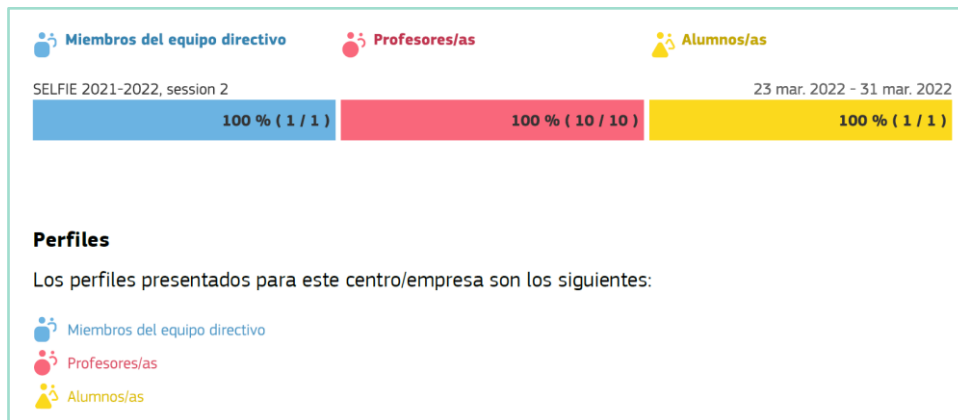 Miembros del equipo directivo Profesores/as Alumnos/as
SELFIE 2021-2022, session 2 23 mar. 2022 - 31 mar. 2022
100 % ( 1 / 1 ) 100 % ( 10 / 10 ) 100 % ( 1 / 1 )
Perfiles
Los perfiles presentados para este centro/empresa son los siguientes:
Miembros del equipo directivo
Profesores/as
Alumnos/as